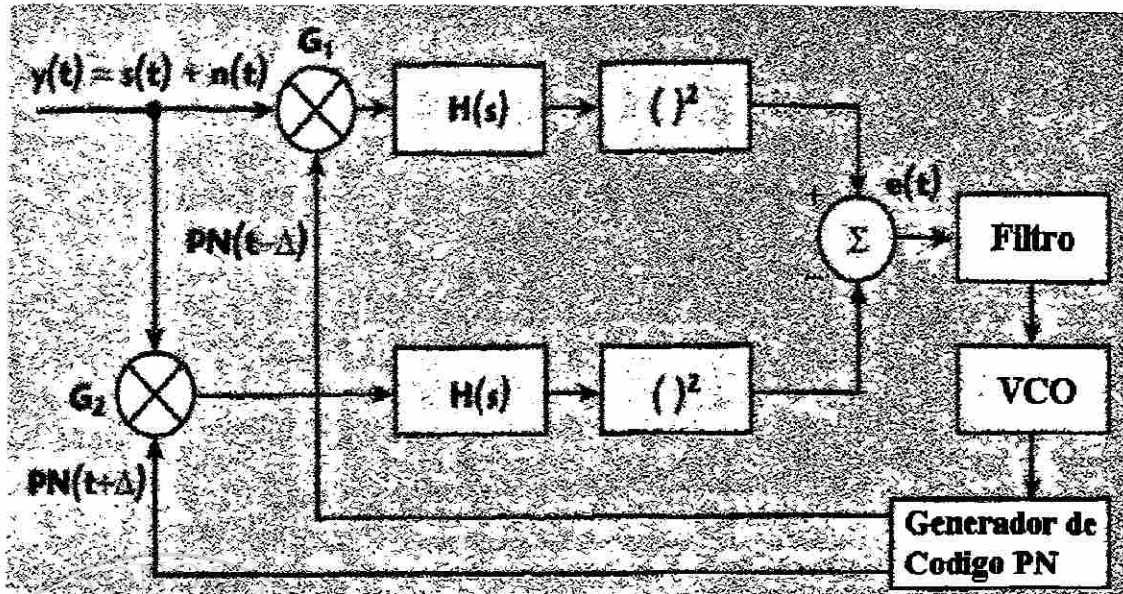 G₁
y(t) = s(t) + n(t)
H(s)
( )²
PN(t-Δ)
+
e(t)
Σ
Filtro
−
G₂
H(s)
( )²
VCO
PN(t+Δ)
Generador de
Codigo PN